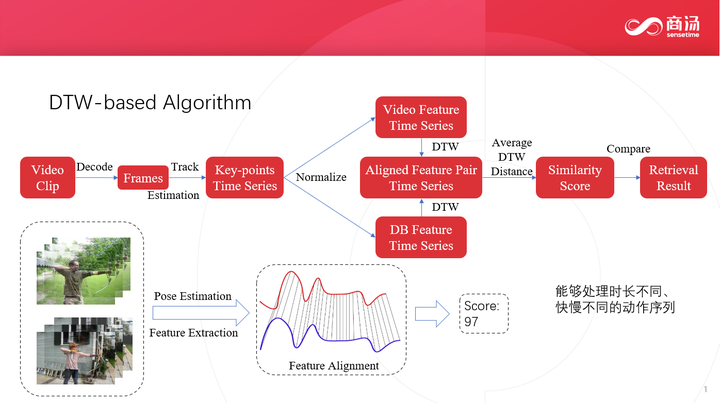 商汤
sensetime
DTW-based Algorithm
Video
Clip
Decode
Frames
Track
Estimation
Key-points
Time Series
Normalize
Video Feature
Time Series
DTW
Aligned Feature Pair
Time Series
DTW
DB Feature
Time Series
Average
DTW
Distance
Similarity
Score
Compare
Retrieval
Result
Pose Estimation
Feature Extraction
Feature Alignment
Score:
97
能够处理时长不同、
快慢不同的动作序列
1